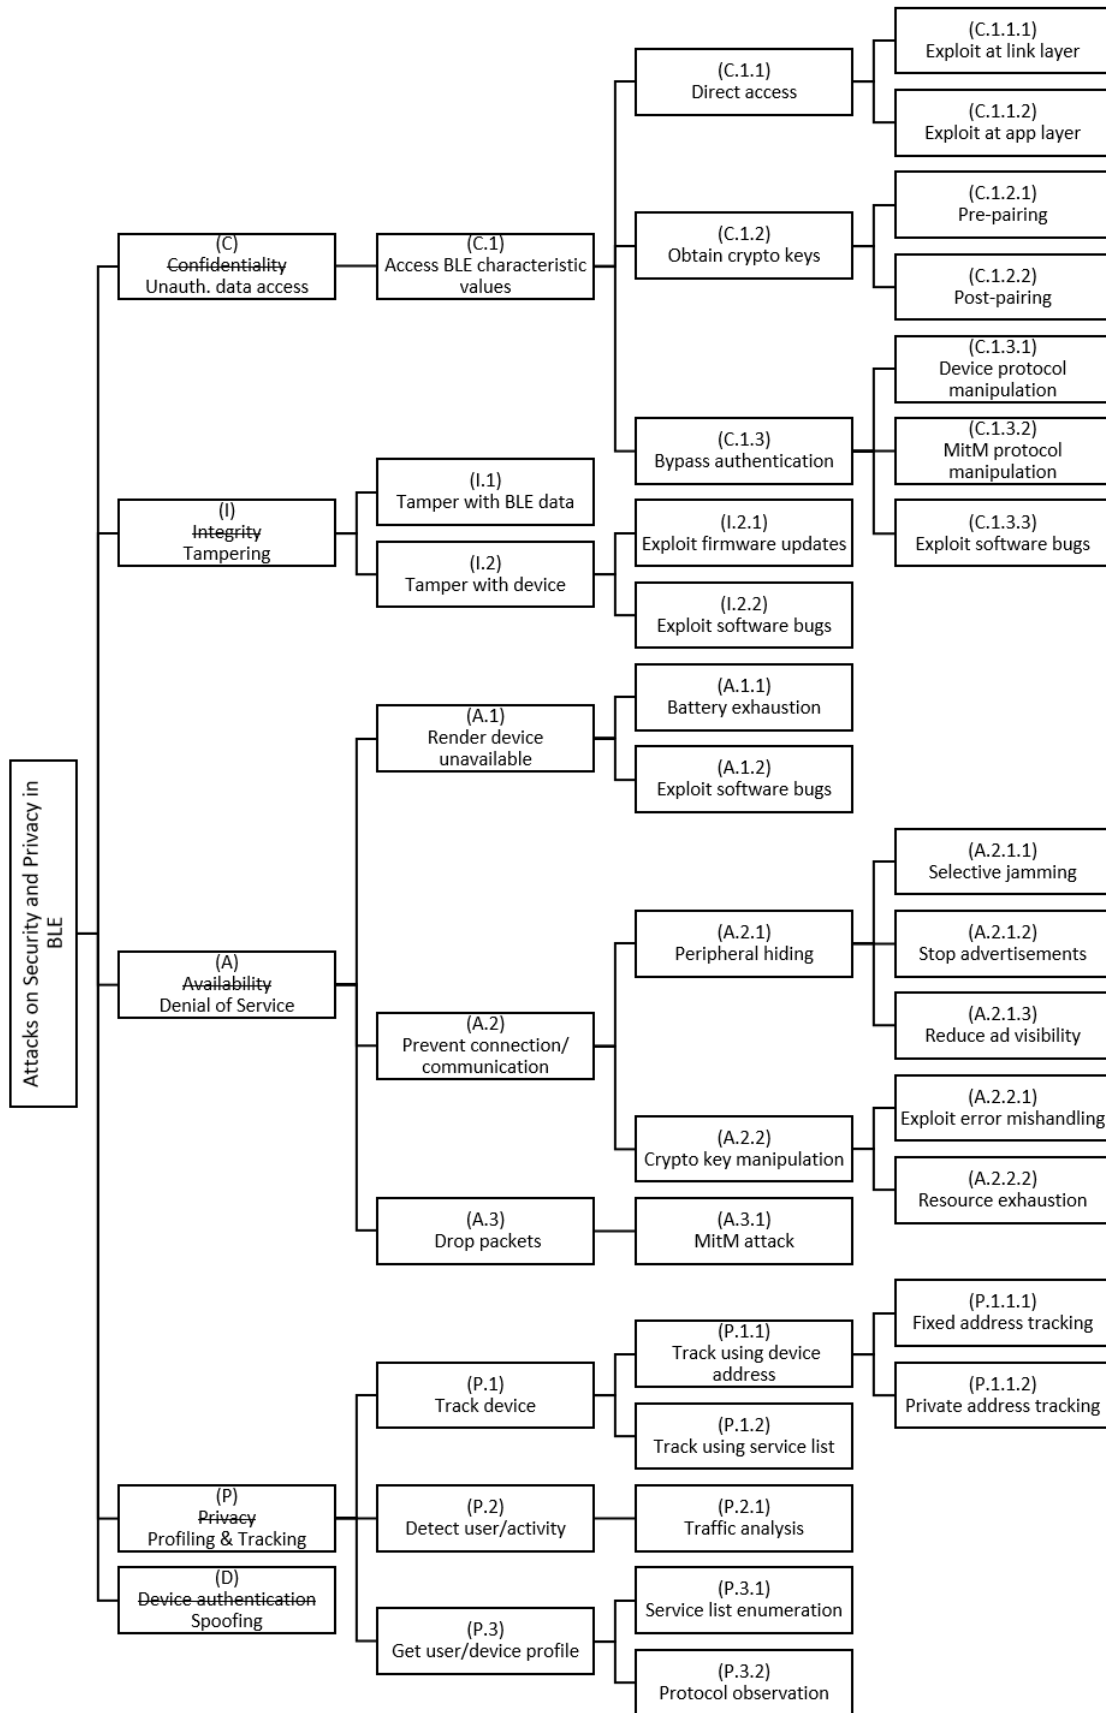 Attacks on Security and Privacy in
BLE
(C)
Confidentiality
Unauth. data access
(C.1)
Access BLE characteristic
values
(C.1.1)
Direct access
(C.1.1.1)
Exploit at link layer
(C.1.1.2)
Exploit at app layer
(C.1.2)
Obtain crypto keys
(C.1.2.1)
Pre-pairing
(C.1.2.2)
Post-pairing
(C.1.3)
Bypass authentication
(C.1.3.1)
Device protocol
manipulation
(C.1.3.2)
MitM protocol
manipulation
(C.1.3.3)
Exploit software bugs
(I)
Integrity
Tampering
(I.1)
Tamper with BLE data
(I.2)
Tamper with device
(I.2.1)
Exploit firmware updates
(I.2.2)
Exploit software bugs
(A)
Availability
Denial of Service
(A.1)
Render device
unavailable
(A.1.1)
Battery exhaustion
(A.1.2)
Exploit software bugs
(A.2)
Prevent connection/
communication
(A.2.1)
Peripheral hiding
(A.2.1.1)
Selective jamming
(A.2.1.2)
Stop advertisements
(A.2.1.3)
Reduce ad visibility
(A.2.2)
Crypto key manipulation
(A.2.2.1)
Exploit error mishandling
(A.2.2.2)
Resource exhaustion
(A.3)
Drop packets
(A.3.1)
MitM attack
(P)
Privacy
Profiling & Tracking
(P.1)
Track device
(P.1.1)
Track using device
address
(P.1.1.1)
Fixed address tracking
(P.1.1.2)
Private address tracking
(P.1.2)
Track using service list
(P.2)
Detect user/activity
(P.2.1)
Traffic analysis
(P.3)
Get user/device profile
(P.3.1)
Service list enumeration
(P.3.2)
Protocol observation
(D)
Device authentication
Spoofing